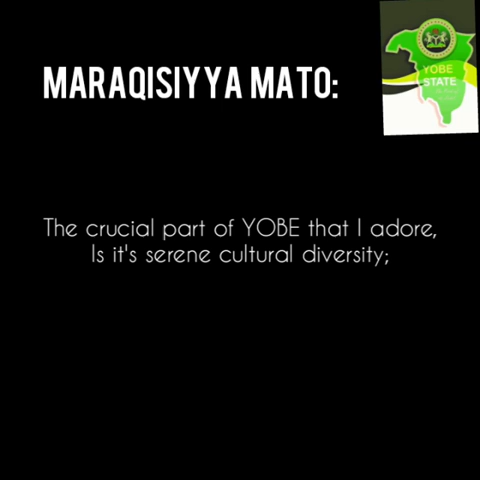 MARAQISIYYA MATO:
YOBE
STATE
The crucial part of YOBE that I adore,
Is it's serene cultural diversity;